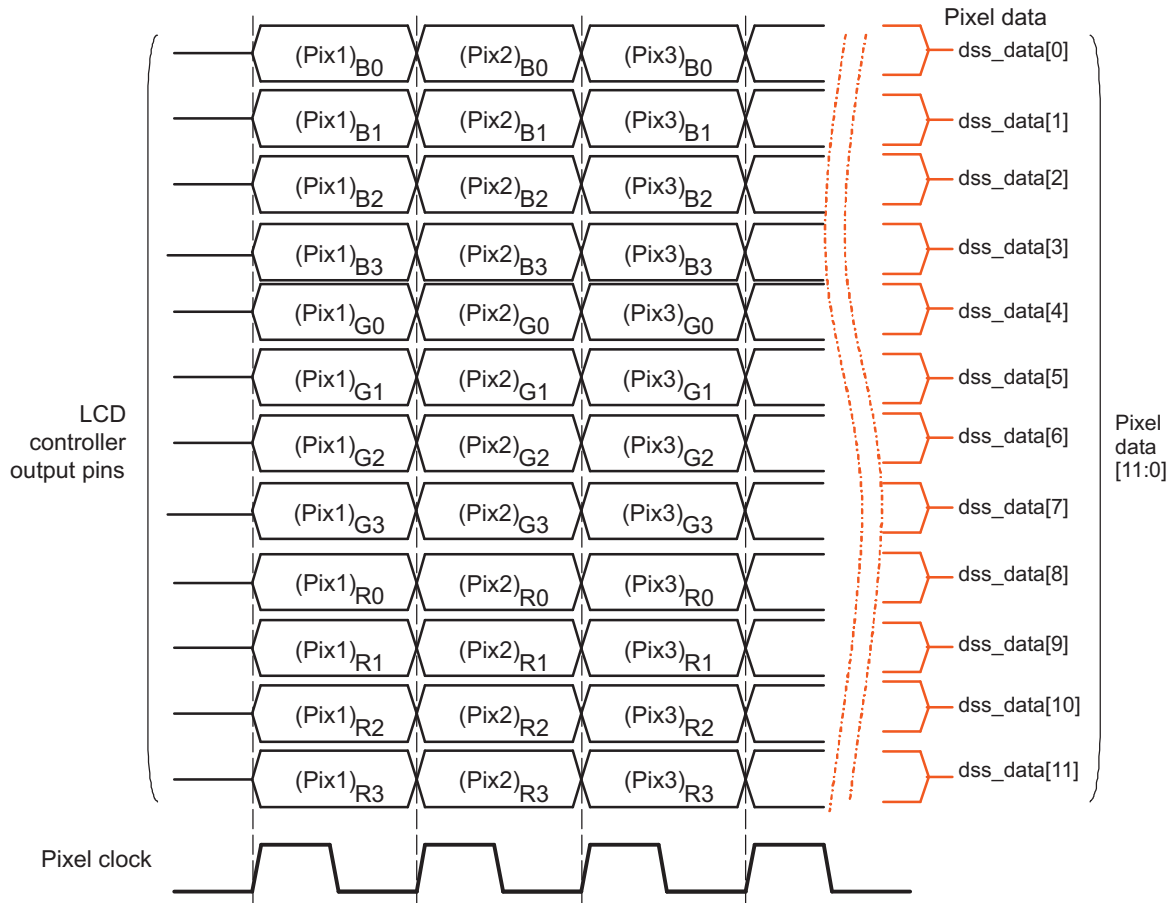 Pixel data
(Pix1)B0 (Pix2)B0 (Pix3)B0 dss_data[0]
(Pix1)B1 (Pix2)B1 (Pix3)B1 dss_data[1]
(Pix1)B2 (Pix2)B2 (Pix3)B2 dss_data[2]
(Pix1)B3 (Pix2)B3 (Pix3)B3 dss_data[3]
(Pix1)G0 (Pix2)G0 (Pix3)G0 dss_data[4]
(Pix1)G1 (Pix2)G1 (Pix3)G1 dss_data[5]
LCD
controller
output pins
(Pix1)G2 (Pix2)G2 (Pix3)G2 dss_data[6]
Pixel
data
[11:0]
(Pix1)G3 (Pix2)G3 (Pix3)G3 dss_data[7]
(Pix1)R0 (Pix2)R0 (Pix3)R0 dss_data[8]
(Pix1)R1 (Pix2)R1 (Pix3)R1 dss_data[9]
(Pix1)R2 (Pix2)R2 (Pix3)R2 dss_data[10]
(Pix1)R3 (Pix2)R3 (Pix3)R3 dss_data[11]
Pixel clock